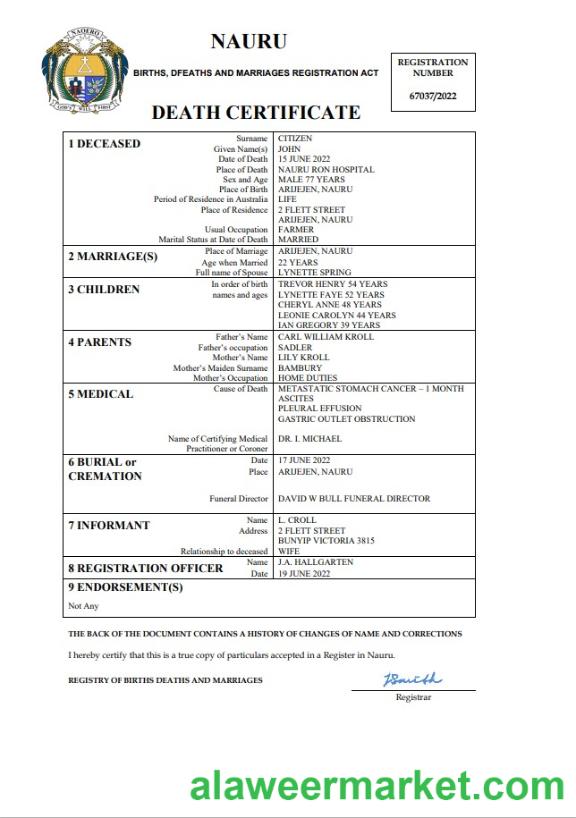 NAOERO
GOD'S WILL FIRST
NAURU
BIRTHS, DFEATHS AND MARRIAGES REGISTRATION ACT
REGISTRATION
NUMBER
67037/2022
DEATH CERTIFICATE
1 DECEASED
Surname CITIZEN
Given Name(s) JOHN
Date of Death 15 JUNE 2022
Place of Death NAURU RON HOSPITAL
Sex and Age MALE 77 YEARS
Place of Birth ARIJEJEN, NAURU
Period of Residence in Australia LIFE
Place of Residence 2 FLETT STREET
ARIJEJEN, NAURU
Usual Occupation FARMER
Marital Status at Date of Death MARRIED
2 MARRIAGE(S)
Place of Marriage ARIJEJEN, NAURU
Age when Married 22 YEARS
Full name of Spouse LYNETTE SPRING
3 CHILDREN
In order of birth TREVOR HENRY 54 YEARS
names and ages LYNETTE FAYE 52 YEARS
CHERYL ANNE 48 YEARS
LEONIE CAROLYN 44 YEARS
IAN GREGORY 39 YEARS
4 PARENTS
Father's Name CARL WILLIAM KROLL
Father's occupation SADLER
Mother's Name LILY KROLL
Mother's Maiden Surname BAMBURY
Mother's Occupation HOME DUTIES
5 MEDICAL
Cause of Death METASTATIC STOMACH CANCER – 1 MONTH
ASCITES
PLEURAL EFFUSION
GASTRIC OUTLET OBSTRUCTION
Name of Certifying Medical DR. I. MICHAEL
Practitioner or Coroner
6 BURIAL or
CREMATION
Date 17 JUNE 2022
Place ARIJEJEN, NAURU
Funeral Director DAVID W BULL FUNERAL DIRECTOR
7 INFORMANT
Name L. CROLL
Address 2 FLETT STREET
BUNYIP VICTORIA 3815
Relationship to deceased WIFE
8 REGISTRATION OFFICER
Name J.A. HALLGARTEN
Date 19 JUNE 2022
9 ENDORSEMENT(S)
Not Any
THE BACK OF THE DOCUMENT CONTAINS A HISTORY OF CHANGES OF NAME AND CORRECTIONS
I hereby certify that this is a true copy of particulars accepted in a Register in Nauru.
REGISTRY OF BIRTHS DEATHS AND MARRIAGES
Registrar
alaweermarket.com